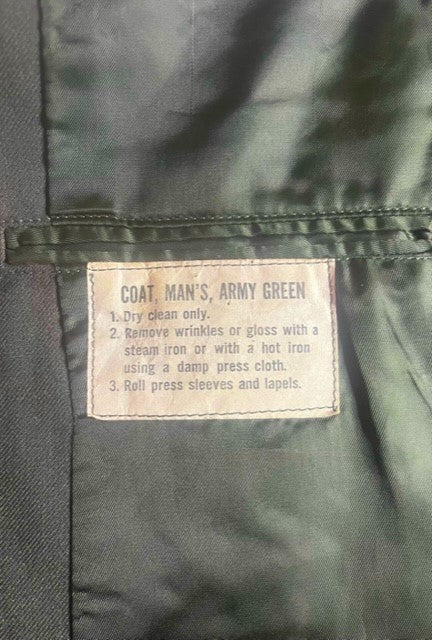 COAT, MAN'S, ARMY GREEN
1. Dry clean only.
2. Remove wrinkles or gloss with a
steam iron or with a hot iron
using a damp press cloth.
3. Roll press sleeves and lapels.